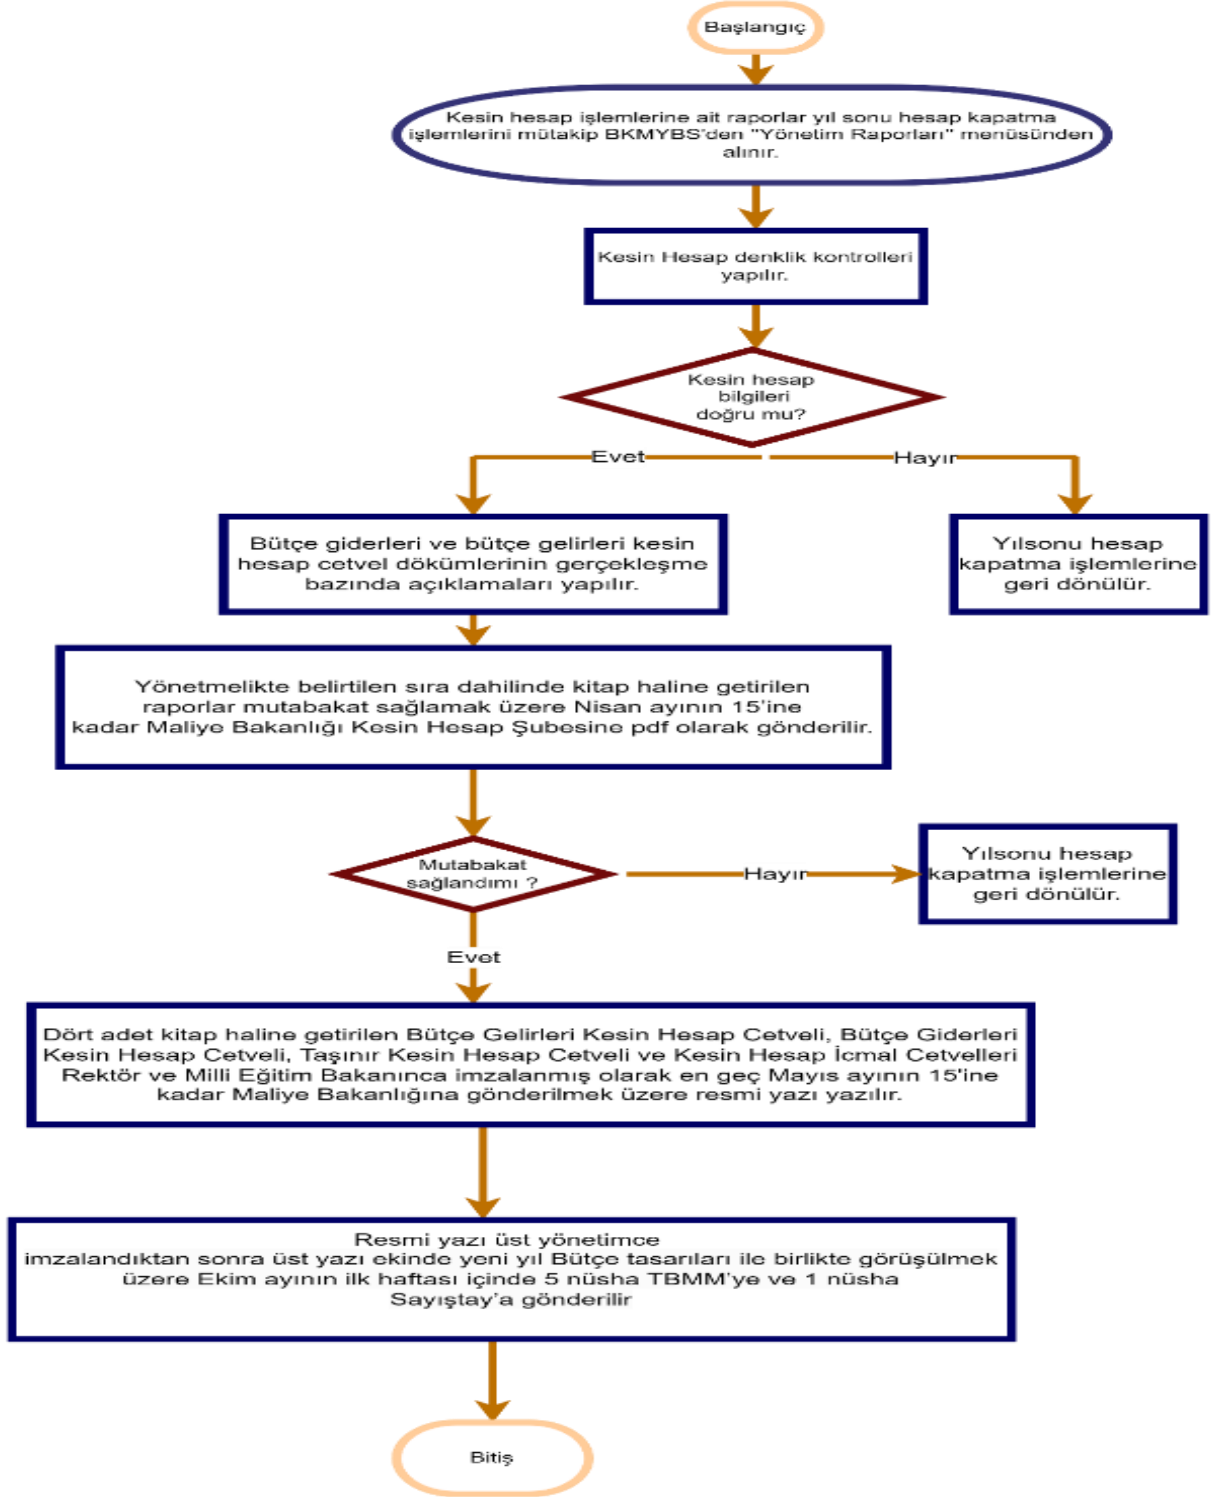 Başlangıç
Kesin hesap işlemlerine ait raporlar yıl sonu hesap kapatma
işlemlerini mütakip BKMYBS'den "Yönetim Raporları" menüsünden
alınır.
Kesin Hesap denklik kontrolleri
yapılır.
Kesin hesap
bilgileri
doğru mu?
Evet
Hayır
Bütçe giderleri ve bütçe gelirleri kesin
hesap cetvel dökümlerinin gerçekleşme
bazında açıklamaları yapılır.
Yılsonu hesap
kapatma işlemlerine
geri dönülür.
Yönetmelikte belirtilen sıra dahilinde kitap haline getirilen
raporlar mutabakat sağlamak üzere Nisan ayının 15'ine
kadar Maliye Bakanlığı Kesin Hesap Şubesine pdf olarak gönderilir.
Mutabakat
sağlandımı ?
Hayır
Yılsonu hesap
kapatma işlemlerine
geri dönülür.
Evet
Dört adet kitap haline getirilen Bütçe Gelirleri Kesin Hesap Cetveli, Bütçe Giderleri
Kesin Hesap Cetveli, Taşınır Kesin Hesap Cetveli ve Kesin Hesap İcmal Cetvelleri
Rektör ve Milli Eğitim Bakanınca imzalanmış olarak en geç Mayıs ayının 15'ine
kadar Maliye Bakanlığına gönderilmek üzere resmi yazı yazılır.
Resmi yazı üst yönetimce
imzalandıktan sonra üst yazı ekinde yeni yıl Bütçe tasarıları ile birlikte görüşülmek
üzere Ekim ayının ilk haftası içinde 5 nüsha TBMM'ye ve 1 nüsha
Sayıştay'a gönderilir
Bitiş